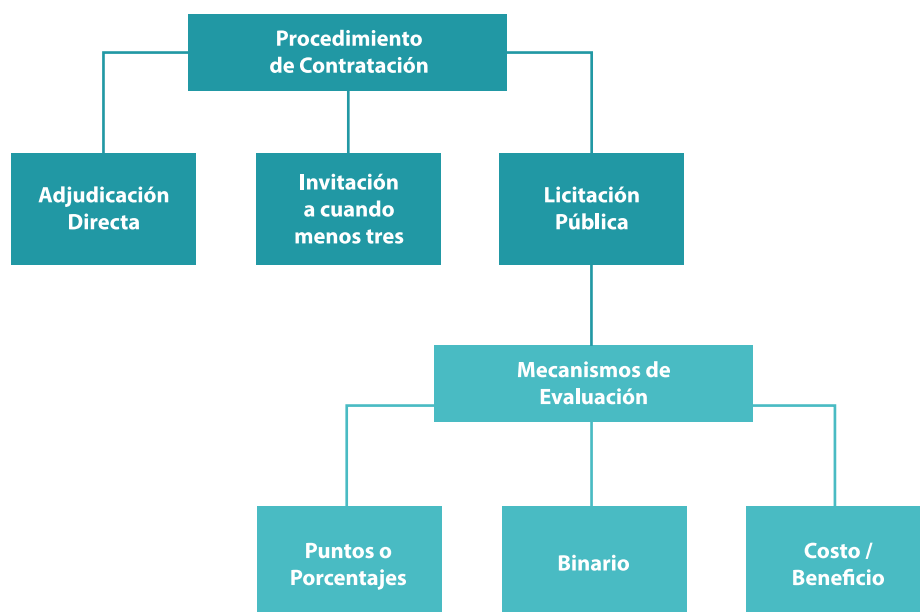 Procedimiento
de Contratación
Adjudicación
Directa
Invitación
a cuando
menos tres
Licitación
Pública
Mecanismos de
Evaluación
Puntos o
Porcentajes
Binario
Costo /
Beneficio